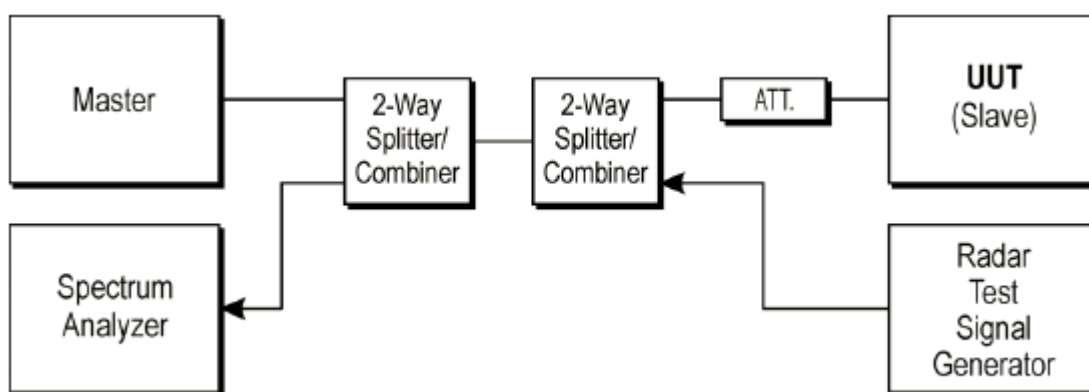 Master
2-Way
Splitter/
Combiner
2-Way
Splitter/
Combiner
ATT.
UUT
(Slave)
Spectrum
Analyzer
Radar
Test
Signal
Generator